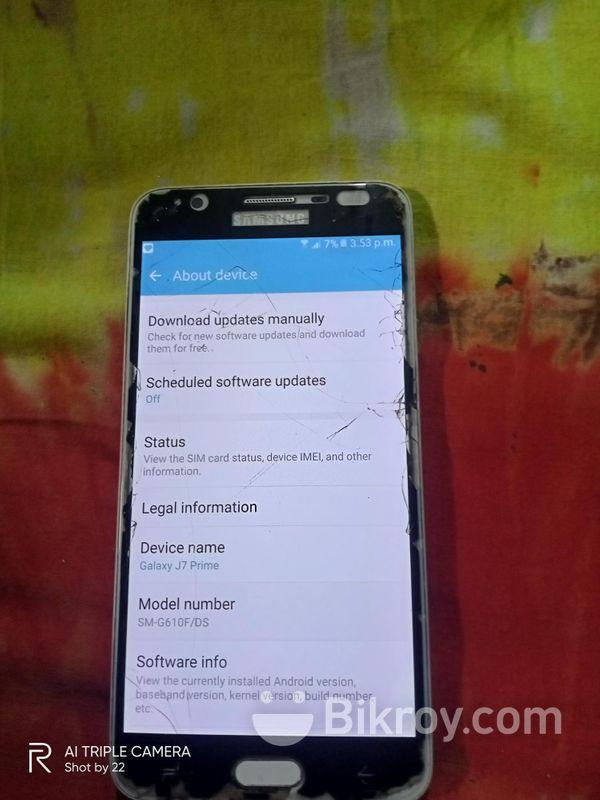 SAMSUNG
7% 3.53 p.m.
About device
Download updates manually
Check for new software updates and download
them for free.
Scheduled software updates
Off
Status
View the SIM card status, device IMEI, and other
information.
Legal information
Device name
Galaxy J7 Prime
Model number
SM-G610F/DS
Software info
View the currently installed Android version,
baseband version, kernel version, build number,
etc.
Bikroy.com
R
AI TRIPLE CAMERA
Shot by 22